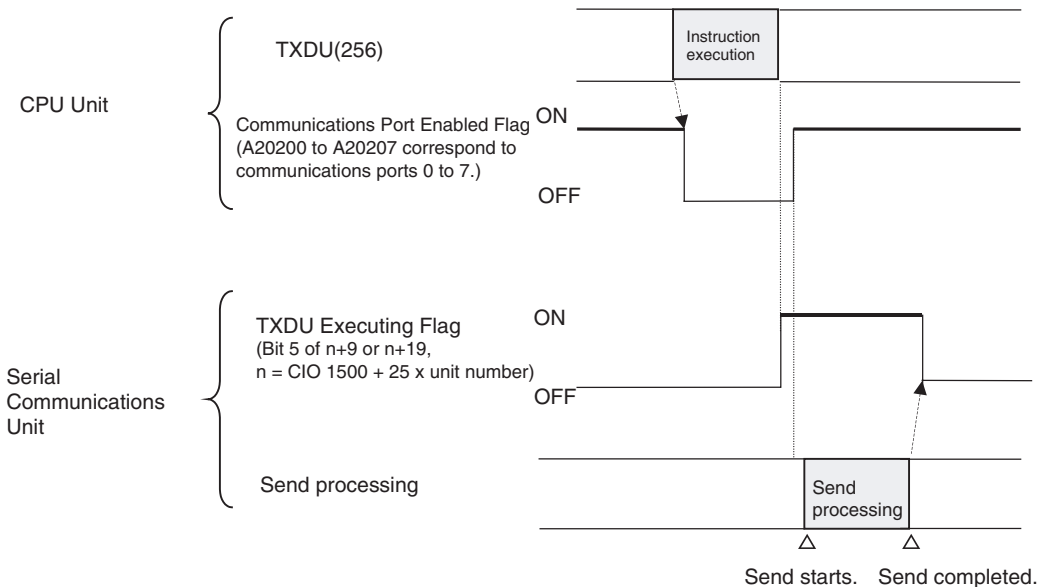 CPU Unit
TXDU(256)
Instruction
execution
Communications Port Enabled Flag
(A20200 to A20207 correspond to
communications ports 0 to 7.)
ON
OFF
Serial
Communications
Unit
TXDU Executing Flag
(Bit 5 of n+9 or n+19,
n = CIO 1500 + 25 x unit number)
ON
OFF
Send processing
Send
processing
Send starts.
Send completed.